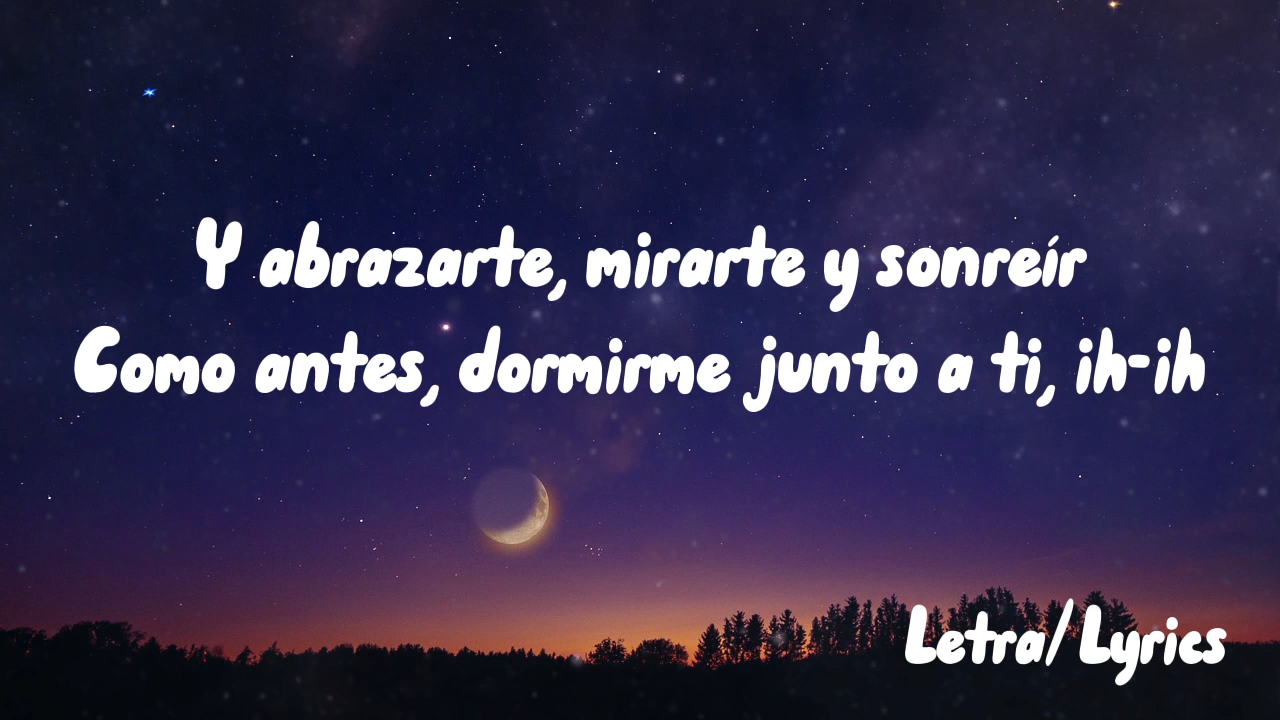 Y abrazarte, mirarte y sonreír
Como antes, dormirme junto a ti, ih-ih
Letra/Lyrics